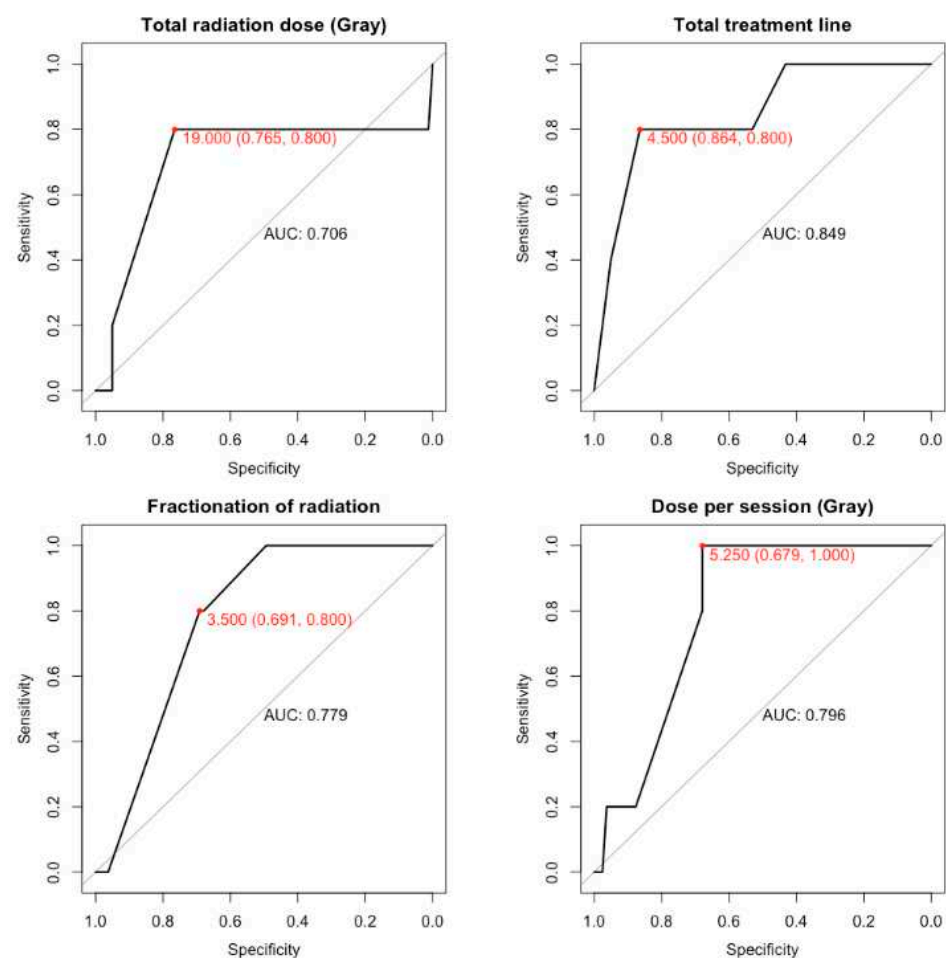 Total radiation dose (Gray)
Sensitivity
1.0
0.8
0.6
0.4
0.2
0.0
19.000 (0.765, 0.800)
AUC: 0.706
1.0 0.8 0.6 0.4 0.2 0.0
Specificity
Total treatment line
Sensitivity
1.0
0.8
0.6
0.4
0.2
0.0
4.500 (0.864, 0.800)
AUC: 0.849
1.0 0.8 0.6 0.4 0.2 0.0
Specificity
Fractionation of radiation
Sensitivity
1.0
0.8
0.6
0.4
0.2
0.0
3.500 (0.691, 0.800)
AUC: 0.779
1.0 0.8 0.6 0.4 0.2 0.0
Specificity
Dose per session (Gray)
Sensitivity
1.0
0.8
0.6
0.4
0.2
0.0
5.250 (0.679, 1.000)
AUC: 0.796
1.0 0.8 0.6 0.4 0.2 0.0
Specificity